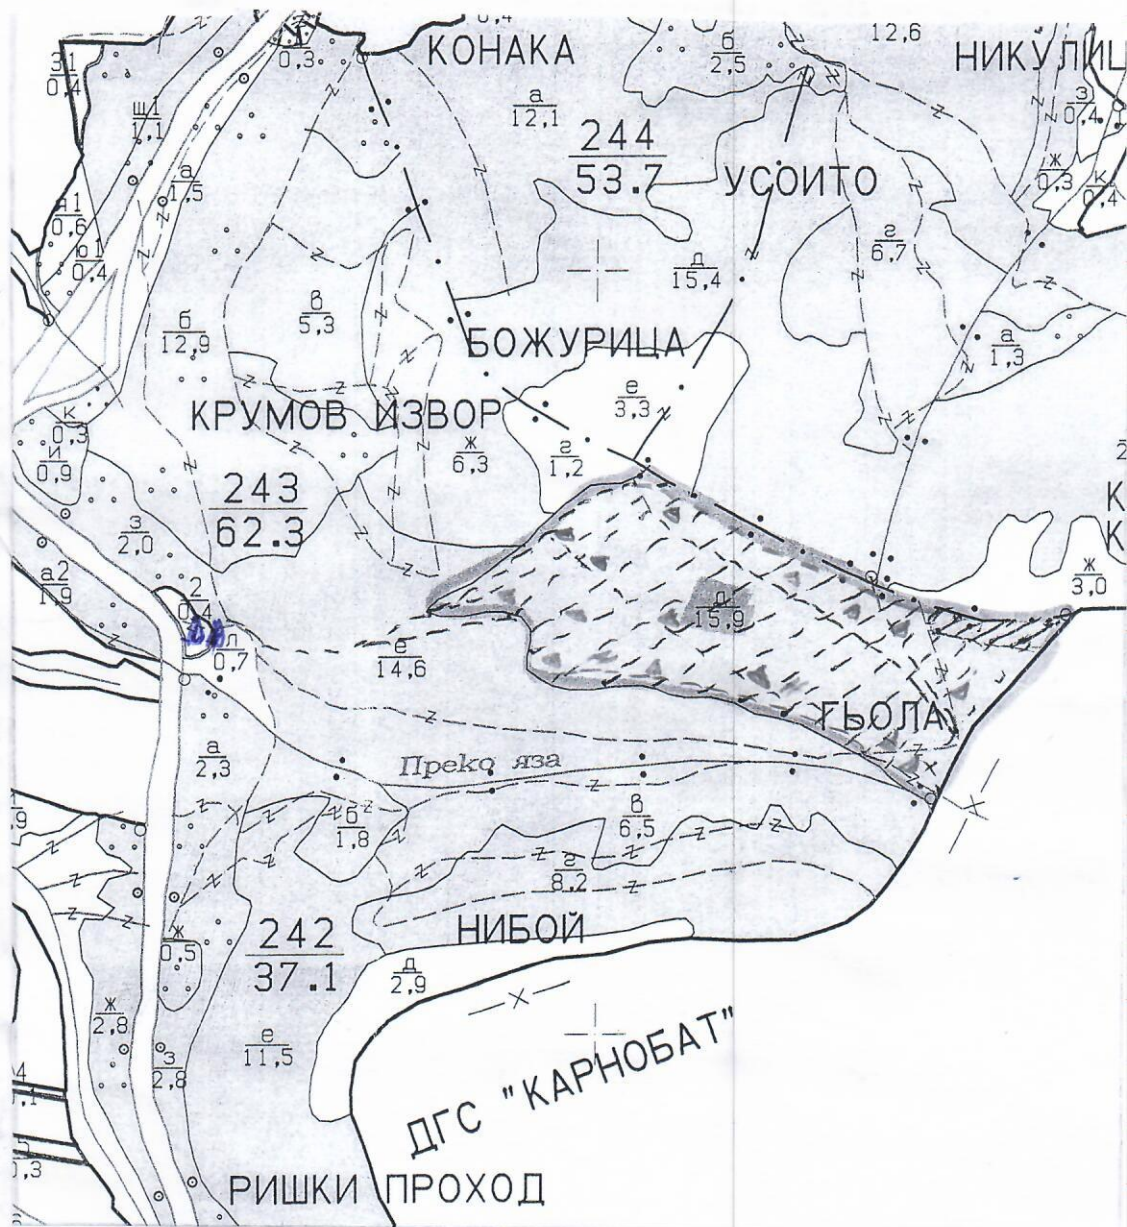 0,4
12,6
КОНАКА
б
2,5
НИКУЛИЦ
З1
0,4
0,3
а
12,1
з
0,4
ш1
1,1
244
53.7
УСОИТО
ж
0,3
к
0,4
а
1,5
0,6
ю1
0,4
г
6,7
д
15,4
в
5,3
б
12,9
БОЖУРИЦА
а
1,3
е
3,3
КРУМОВ ИЗВОР
к
0,3
и
0,9
ж
6,3
г
1,2
243
62.3
К
К
з
2,0
а2
1,9
ж
3,0
2
0,4
д
15,9
л
0,7
е
14,6
ГЬОЛА
а
2,3
Преко яза
б
1,8
в
6,5
г
8,2
242
37.1
НИБОЙ
ж
0,5
д
2,9
ж
2,8
е
11,5
з
2,8
ДГС "КАРНОБАТ"
РИШКИ ПРОХОД